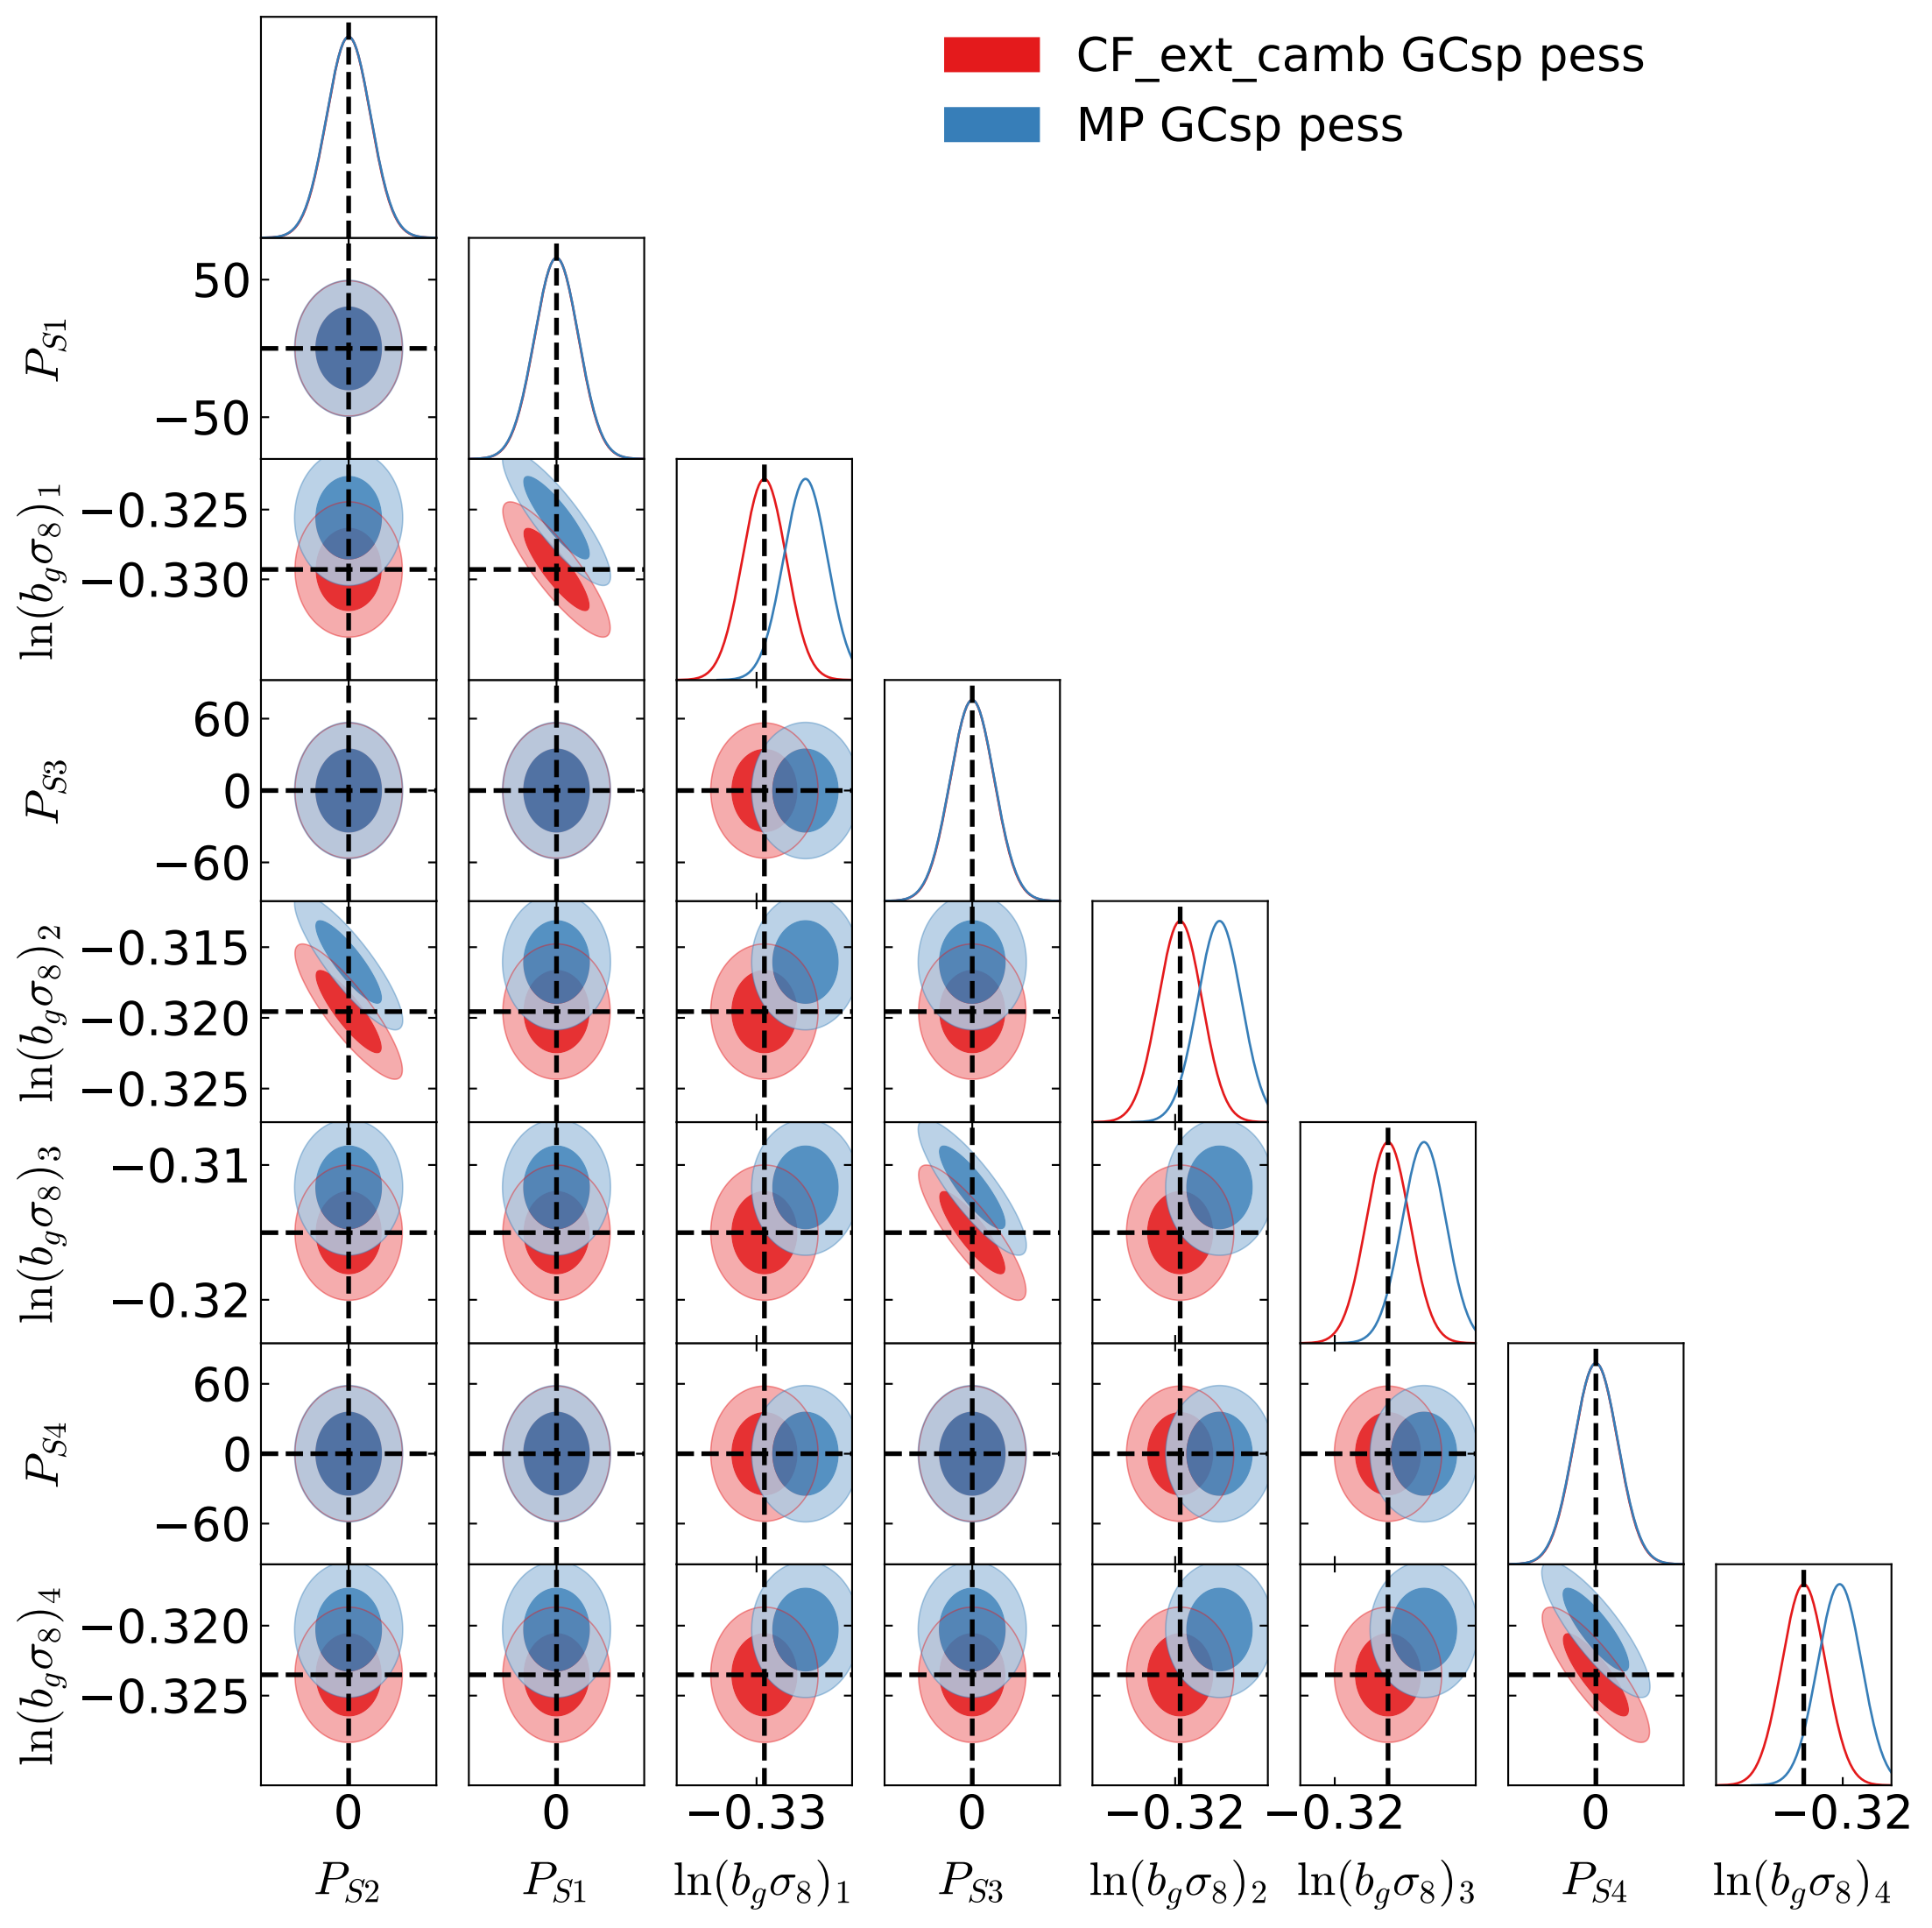 CF_ext_camb GCsp pess
MP GCsp pess
50
P_{S1}
−50
−0.325
ln(b_gσ_8)_1
−0.330
60
P_{S3}
0
−60
−0.315
ln(b_gσ_8)_2
−0.320
−0.325
−0.31
ln(b_gσ_8)_3
−0.32
60
P_{S4}
0
−60
−0.320
ln(b_gσ_8)_4
−0.325
0 0 −0.33 0 −0.32 −0.32 0 −0.32
P_{S2} P_{S1} ln(b_gσ_8)_1 P_{S3} ln(b_gσ_8)_2 ln(b_gσ_8)_3 P_{S4} ln(b_gσ_8)_4